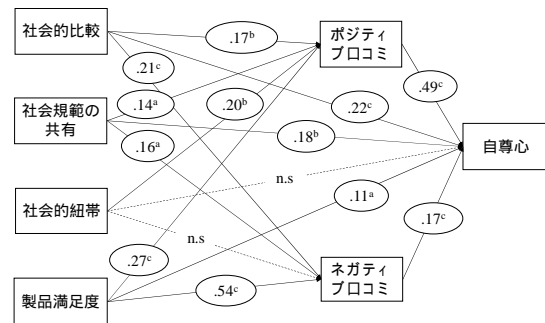 社会的比較
社会規範の
共有
社会的紐帯
製品満足度
.17ᵇ
.21ᶜ
.14ᵃ
.20ᵇ
.22ᶜ
.16ᵃ
.18ᵇ
n.s
n.s
.11ᵃ
.27ᶜ
.54ᶜ
ポジティ
ブ口コミ
ネガティ
ブ口コミ
.49ᶜ
.17ᶜ
自尊心